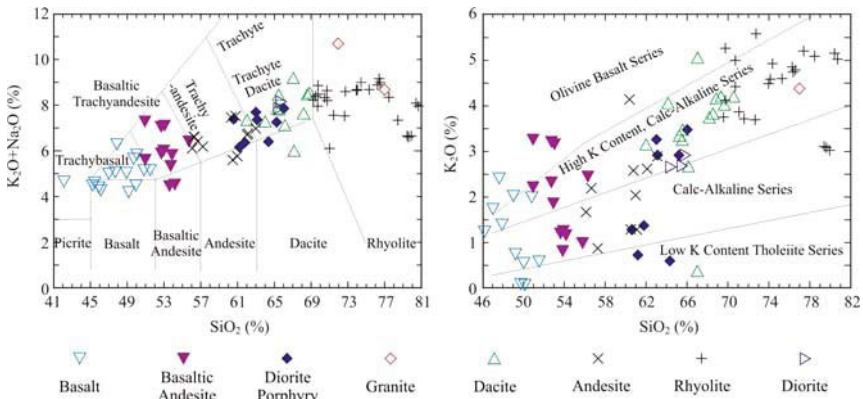 12
10
8
6
4
2
0
K₂O+Na₂O (%)
Trachyte
Trachyte
Dacite
Trachy
-andesite
Basaltic
Trachyandesite
Trachybasalt
Picrite
Basalt
Basaltic
Andesite
Andesite
Dacite
Rhyolite
41 45 49 53 57 61 65 69 73 77 81
SiO₂ (%)
6
5
4
3
2
1
0
K₂O (%)
Olivine Basalt Series
High K Content, Calc-Alkaline Series
Calc-Alkaline Series
Low K Content Tholeiite Series
46 50 54 58 62 66 70 74 78 82
SiO₂ (%)
Basalt
Basaltic
Andesite
Diorite
Porphyry
Granite
Dacite
Andesite
Rhyolite
Diorite